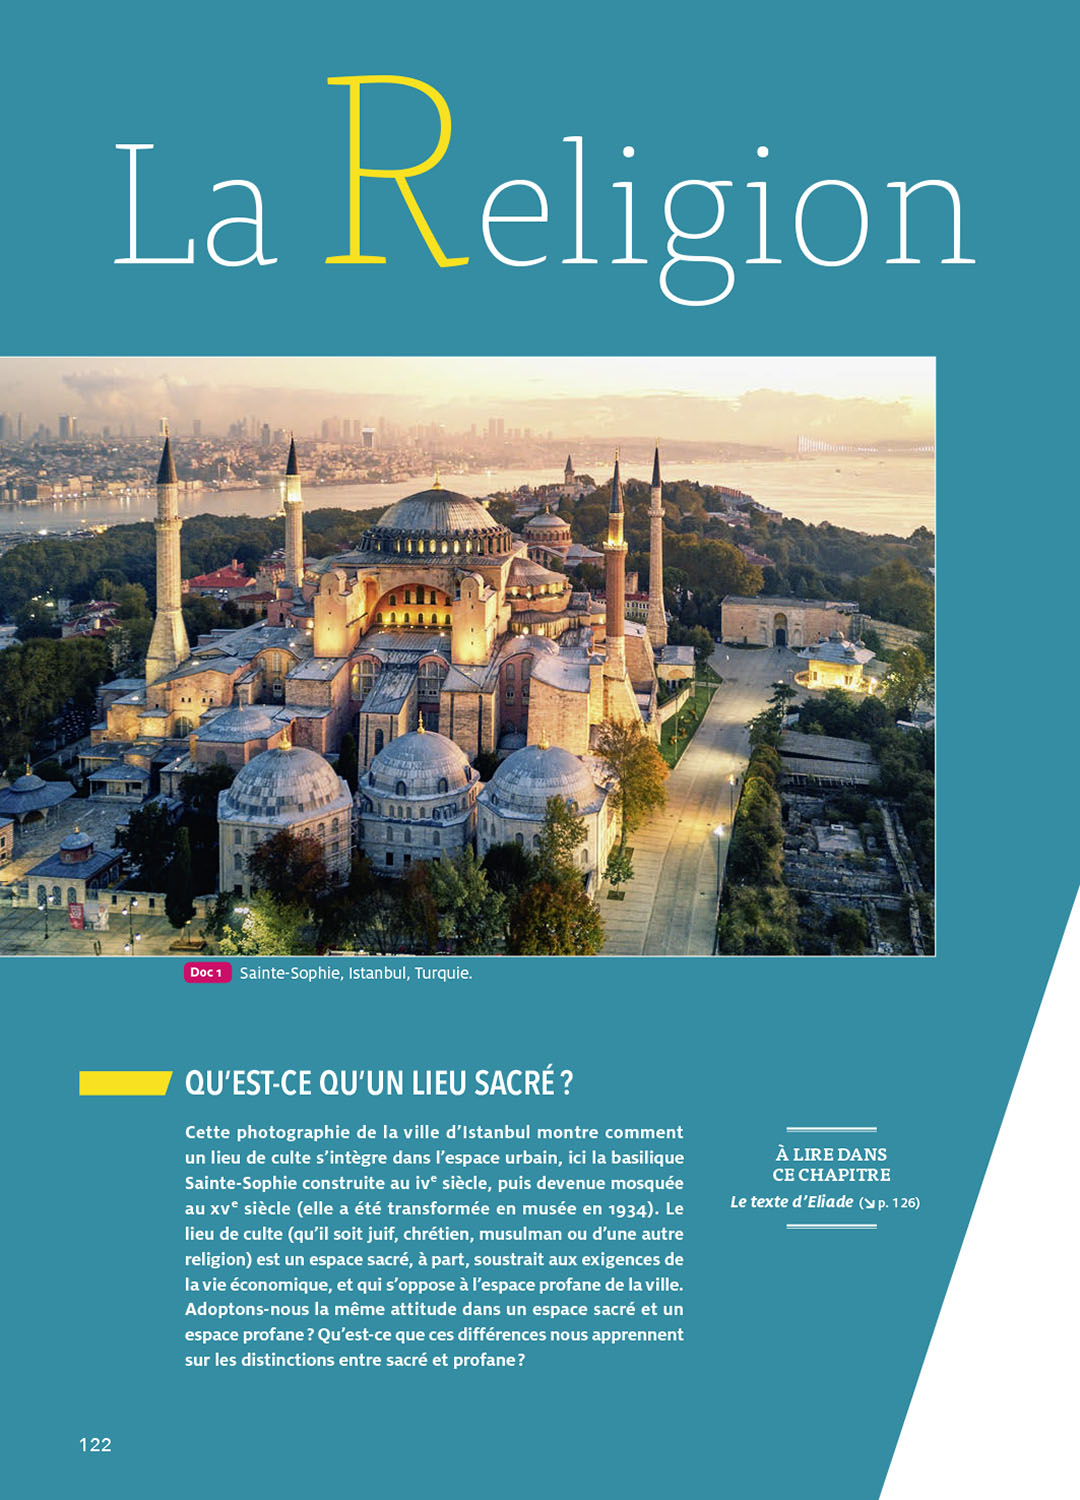 La Religion
Doc 1 Sainte-Sophie, Istanbul, Turquie.
QU’EST-CE QU’UN LIEU SACRÉ ?
Cette photographie de la ville d’Istanbul montre comment
un lieu de culte s’intègre dans l’espace urbain, ici la basilique
Sainte-Sophie construite au ive siècle, puis devenue mosquée
au xve siècle (elle a été transformée en musée en 1934). Le
lieu de culte (qu’il soit juif, chrétien, musulman ou d’une autre
religion) est un espace sacré, à part, soustrait aux exigences de
la vie économique, et qui s’oppose à l’espace profane de la ville.
Adoptons-nous la même attitude dans un espace sacré et un
espace profane ? Qu’est-ce que ces différences nous apprennent
sur les distinctions entre sacré et profane ?
À LIRE DANS
CE CHAPITRE
Le texte d’Eliade (↘ p. 126)
122